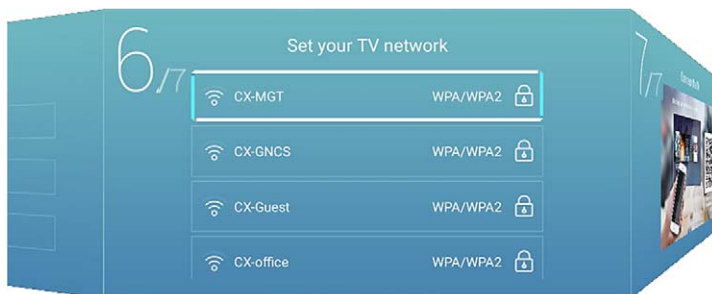 6/7
Set your TV network
CX-MGT WPA/WPA2
CX-GNCS WPA/WPA2
CX-Guest WPA/WPA2
CX-office WPA/WPA2
7/7